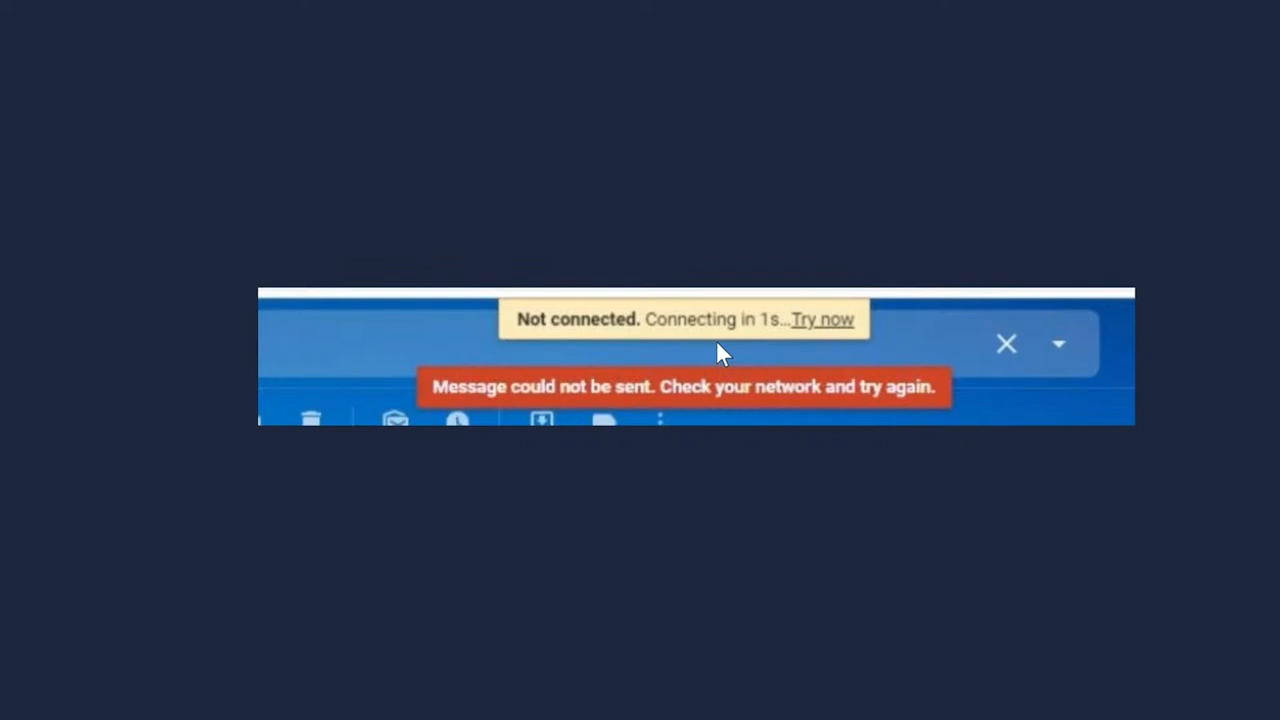 Not connected. Connecting in 1s...Try now
Message could not be sent. Check your network and try again.